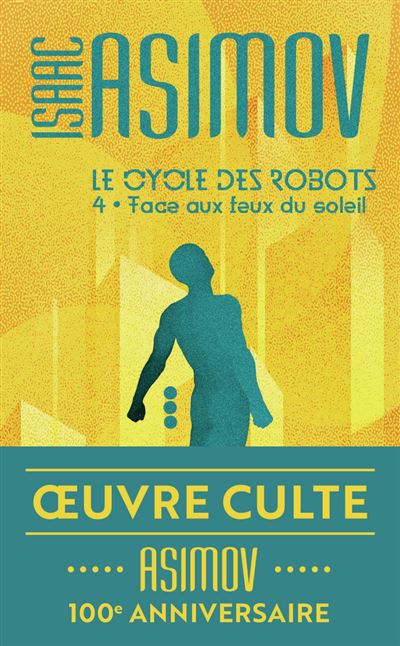 ISAAC ASIMOV
LE CYCLE DES ROBOTS
4 • Face aux feux du soleil
ŒUVRE CULTE
ASIMOV
100e ANNIVERSAIRE